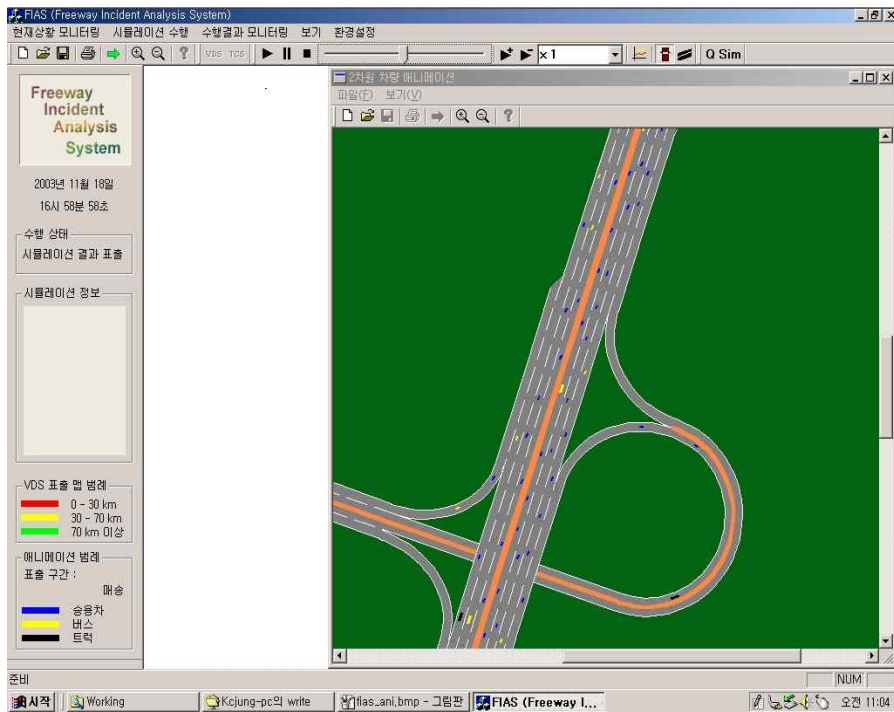 FIAS (Freeway Incident Analysis System)
현재상황 모니터링 시뮬레이션 수행 수행결과 모니터링 보기 환경설정
VDS TCS × 1 Q Sim
Freeway
Incident
Analysis
System
2003년 11월 18일
16시 58분 58초
수행 상태
시뮬레이션 결과 표출
시뮬레이션 정보
VDS 표출 맵 범례
0 - 30 km
30 - 70 km
70 km 이상
애니메이션 범례
표출 구간 :
매송
승용차
버스
트럭
2차원 차량 애니메이션
파일(F) 보기(V)
준비 NUM
시작 Working Kcjung-pc의 write fias_ani.bmp - 그림판 FIAS (Freeway I... 오전 11:04